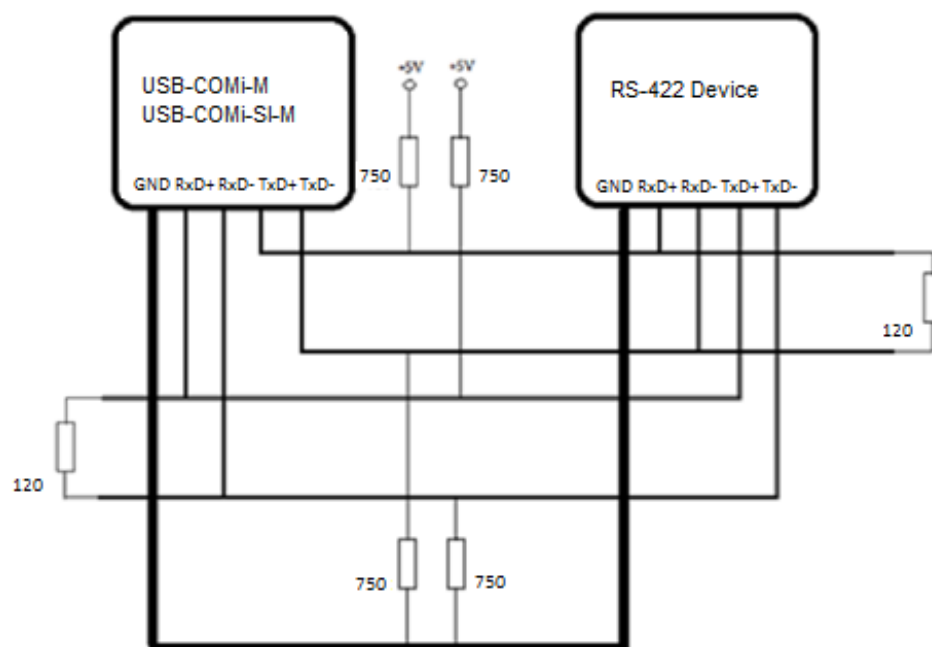 USB-COMi-M
USB-COMi-SI-M
GND RxD+ RxD- TxD+ TxD-
+5V
+5V
750
750
RS-422 Device
GND RxD+ RxD- TxD+ TxD-
120
120
750
750